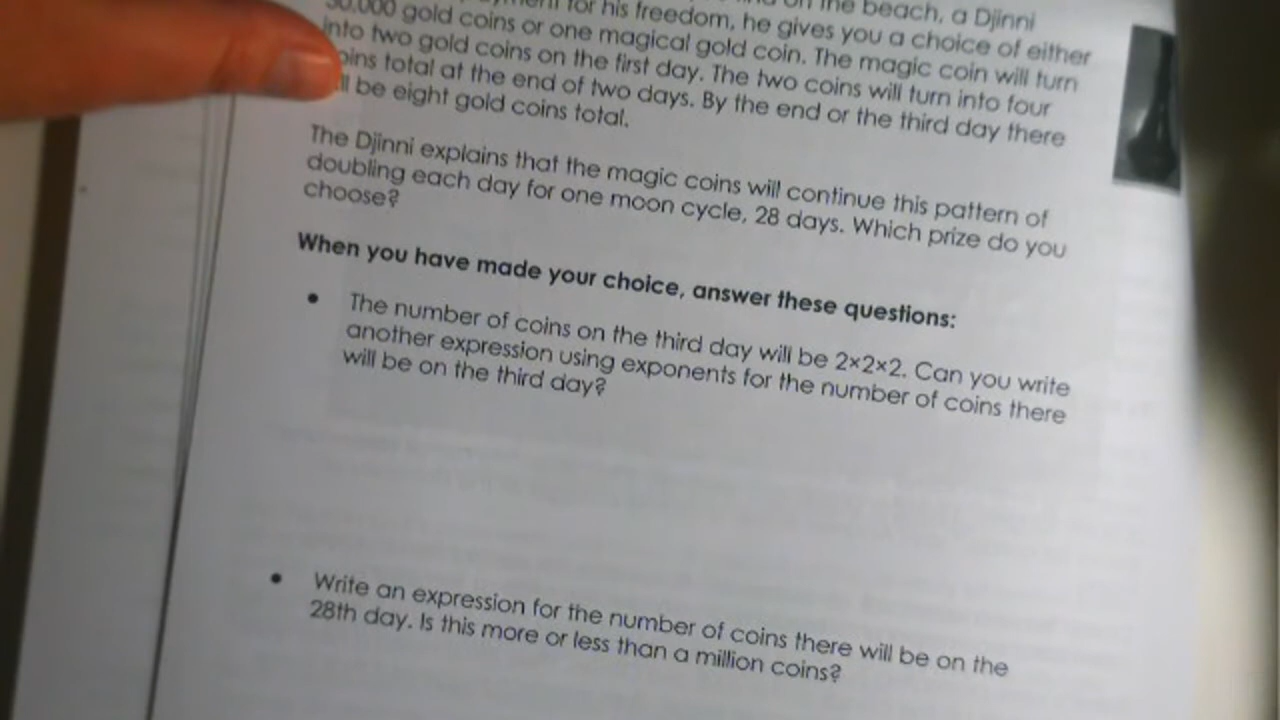 the beach, a Djinni
for his freedom, he gives you a choice of either
gold coins or one magical gold coin. The magic coin will turn
into two gold coins on the first day. The two coins will turn into four
total at the end of two days. By the end or the third day there
be eight gold coins total.
The Djinni explains that the magic coins will continue this pattern of
doubling each day for one moon cycle, 28 days. Which prize do you
choose?
When you have made your choice, answer these questions:
• The number of coins on the third day will be 2×2×2. Can you write
another expression using exponents for the number of coins there
will be on the third day?
• Write an expression for the number of coins there will be on the
28th day. Is this more or less than a million coins?